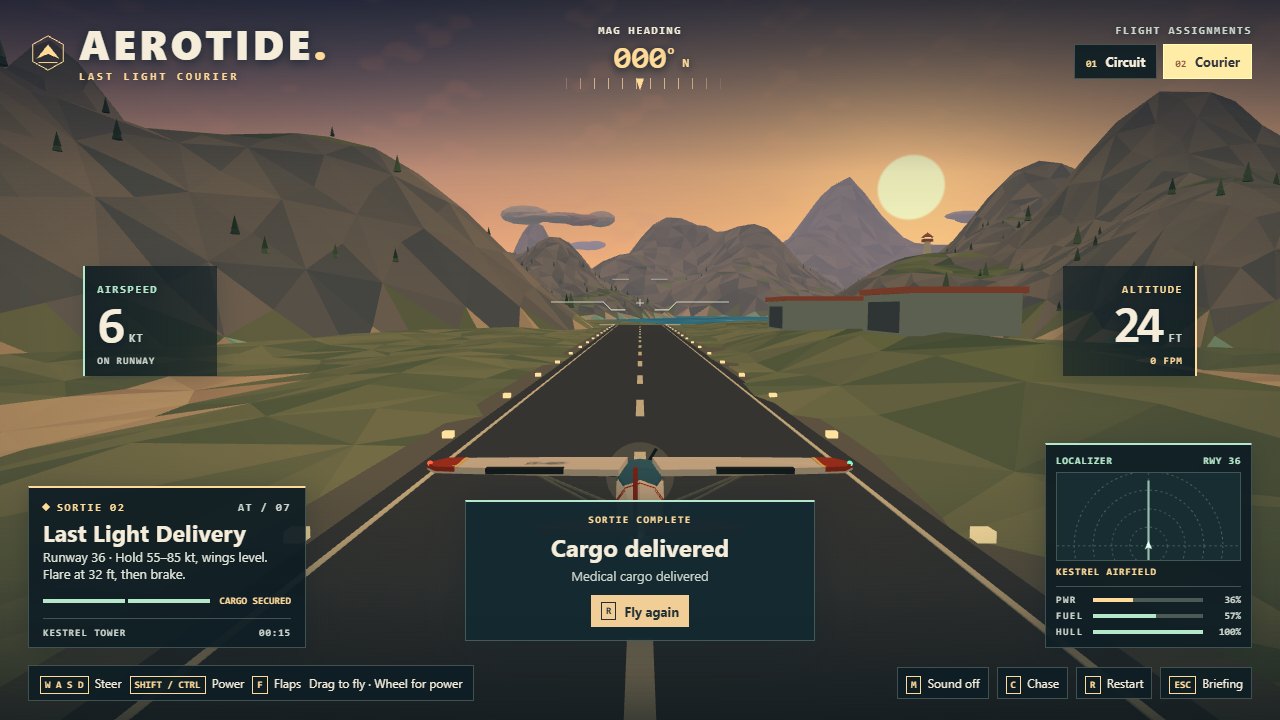 AEROTIDE.
LAST LIGHT COURIER
MAG HEADING
000° N
FLIGHT ASSIGNMENTS
01 Circuit
02 Courier
AIRSPEED
6 KT
ON RUNWAY
ALTITUDE
24 FT
0 FPM
SORTIE 02 AT / 07
Last Light Delivery
Runway 36 · Hold 55–85 kt, wings level.
Flare at 32 ft, then brake.
CARGO SECURED
KESTREL TOWER 00:15
SORTIE COMPLETE
Cargo delivered
Medical cargo delivered
R Fly again
LOCALIZER RWY 36
KESTREL AIRFIELD
PWR 36%
FUEL 57%
HULL 100%
W A S D Steer SHIFT / CTRL Power F Flaps Drag to fly · Wheel for power
M Sound off
C Chase
R Restart
ESC Briefing